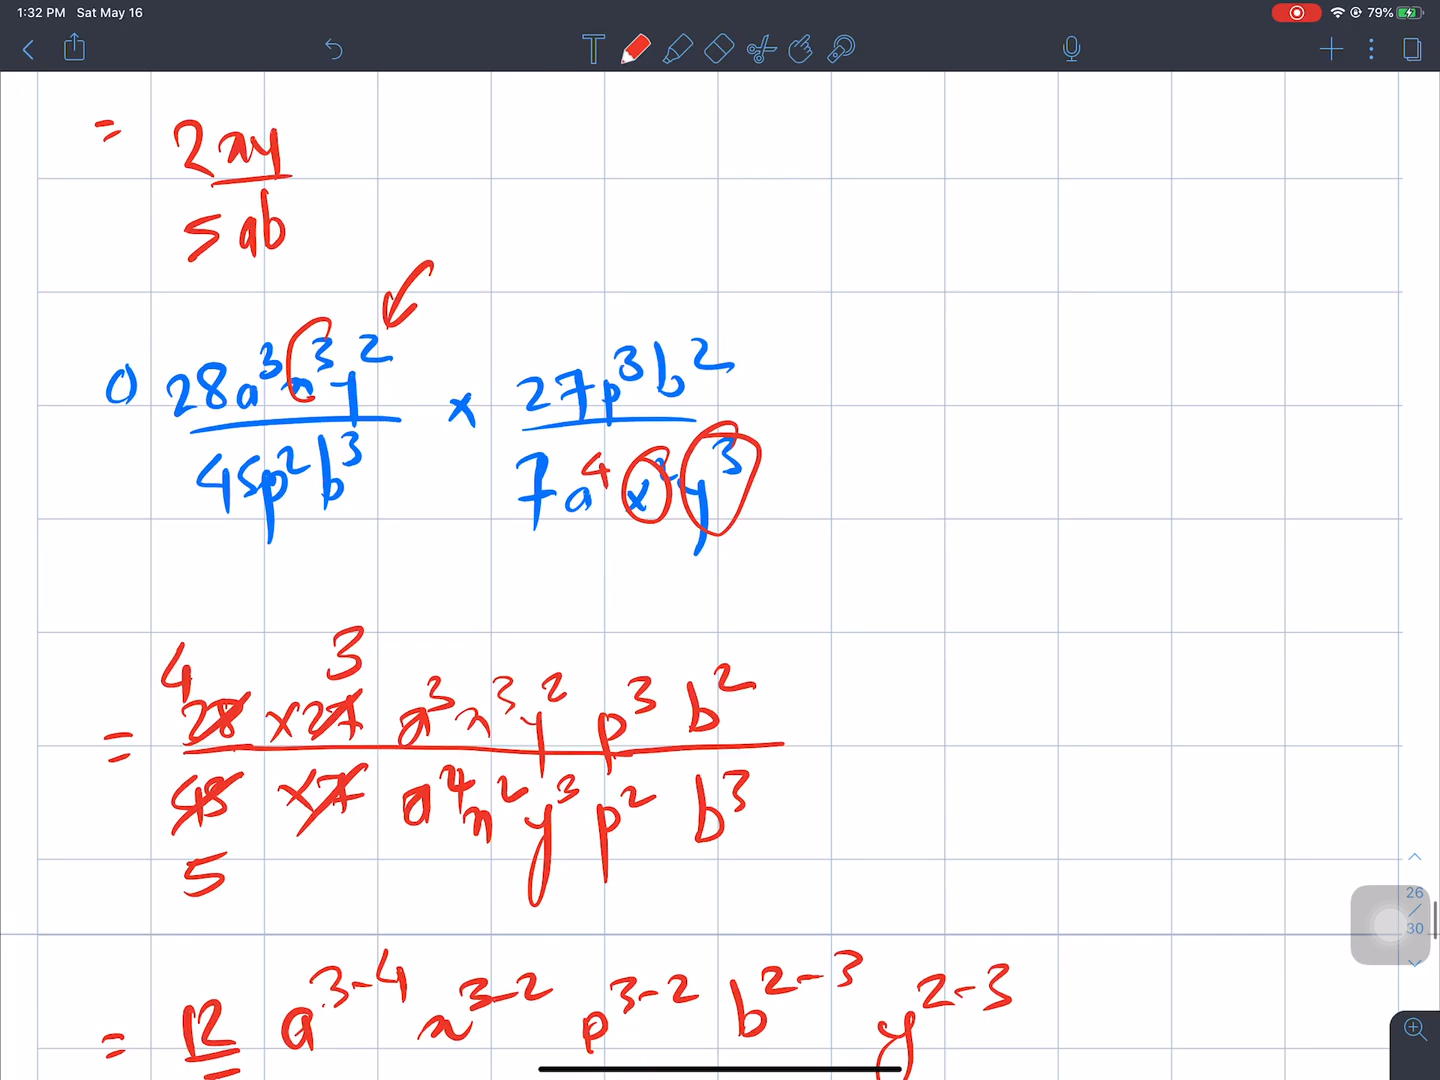 1:32 PM Sat May 16 79%
= 2xy
5ab
0) 28a³x³y² × 27p³b²
45p²b³ 7a⁴x²y³
4 3
= 28 × 27 a³x³y² p³ b²
45 × 7 a⁴x²y³ p² b³
5
26
/
30
= 12 a³⁻⁴ x³⁻² p³⁻² b²⁻³ y²⁻³